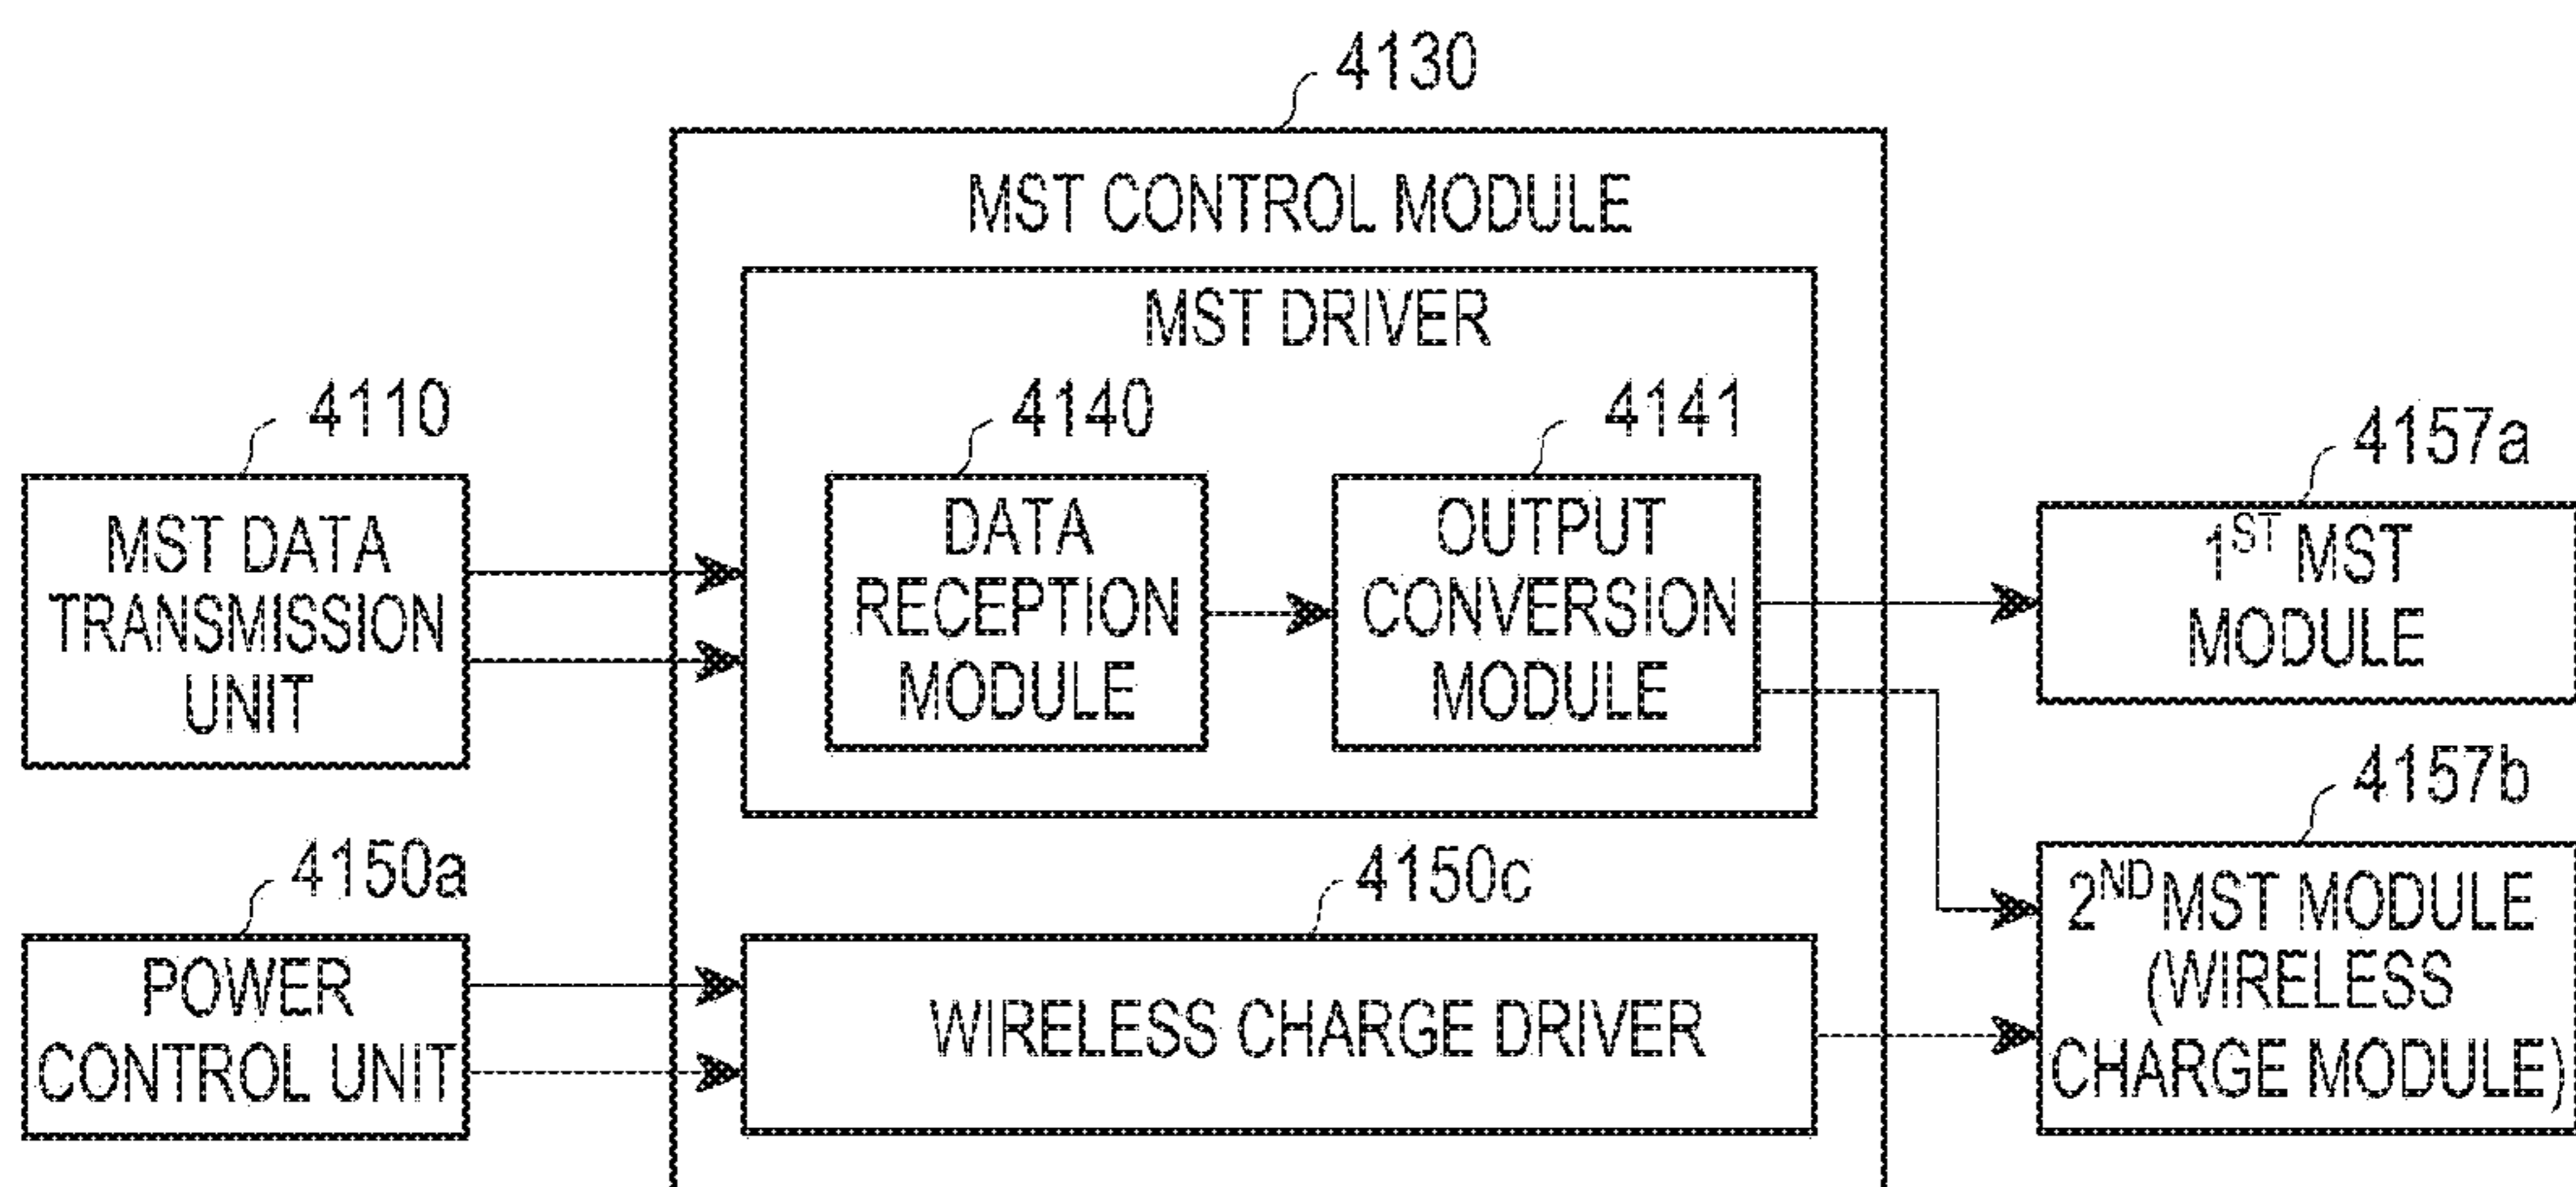 4130
MST CONTROL MODULE
MST DRIVER
4110
MST DATA
TRANSMISSION
UNIT
4140
DATA
RECEPTION
MODULE
4141
OUTPUT
CONVERSION
MODULE
4157a
1ST MST
MODULE
4157b
2ND MST MODULE
(WIRELESS
CHARGE MODULE)
4150a
POWER
CONTROL UNIT
4150c
WIRELESS CHARGE DRIVER